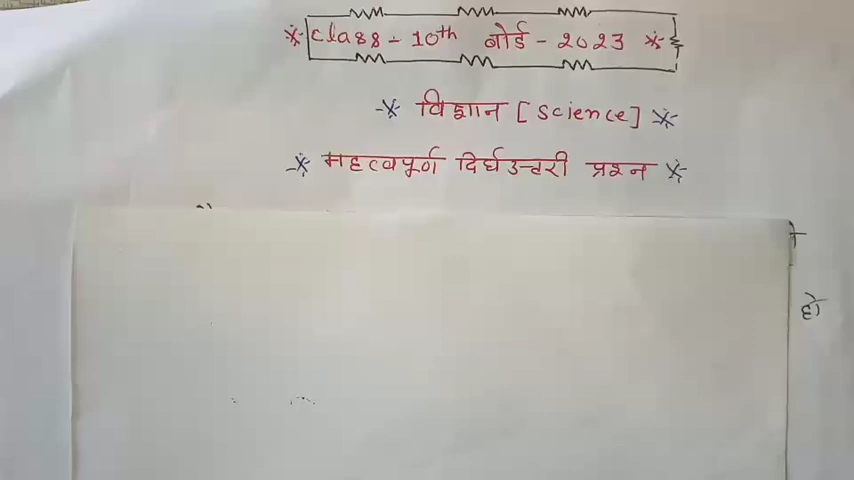 * Class - 10th बोर्ड - 2023 *
* विज्ञान [Science] *
* महत्वपूर्ण दिर्घउत्तरी प्रश्न *
हो